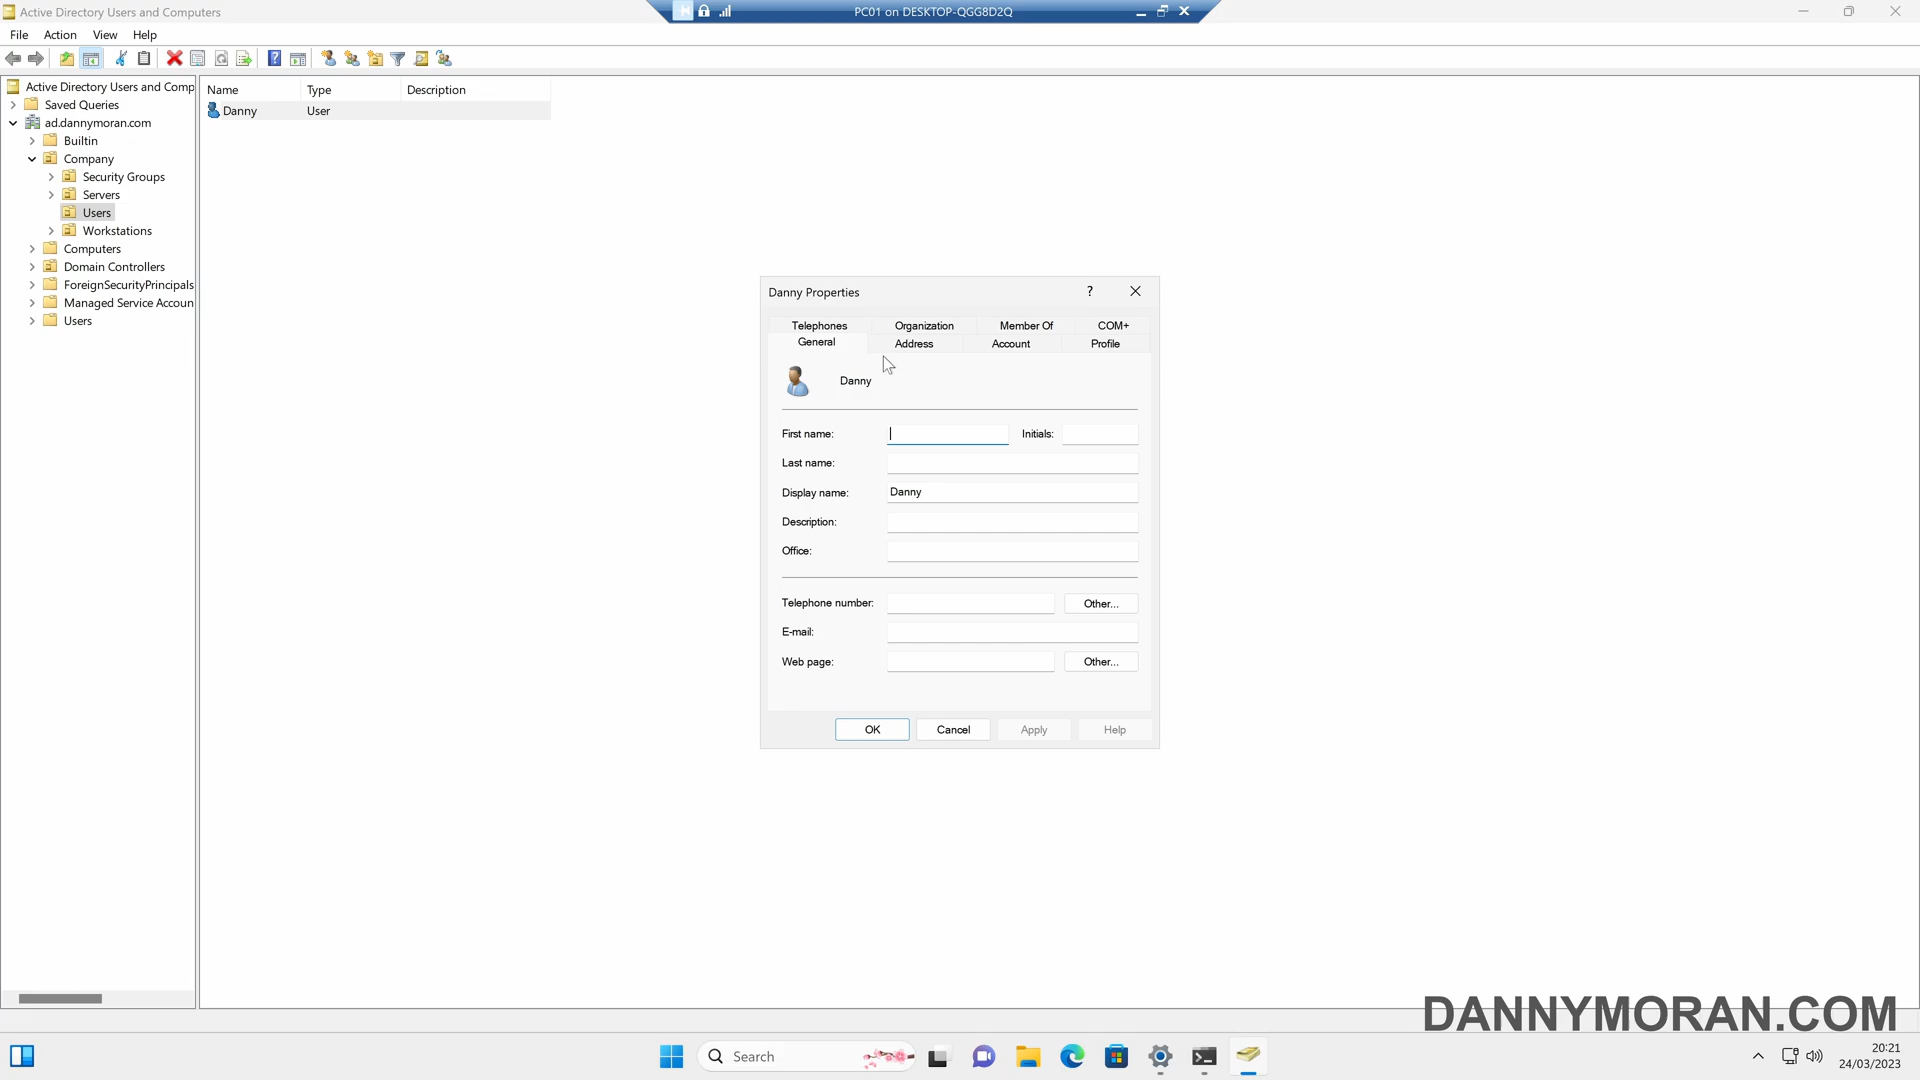 Active Directory Users and Computers
PC01 on DESKTOP-QGG8D2Q
File Action View Help
Active Directory Users and Comp
Saved Queries
ad.dannymoran.com
Builtin
Company
Security Groups
Servers
Users
Workstations
Computers
Domain Controllers
ForeignSecurityPrincipals
Managed Service Accoun
Users
Name Type Description
Danny User
Danny Properties
Telephones Organization Member Of COM+
General Address Account Profile
Danny
First name: Initials:
Last name:
Display name: Danny
Description:
Office:
Telephone number: Other...
E-mail:
Web page: Other...
OK Cancel Apply Help
DANNYMORAN.COM
Search
20:21
24/03/2023